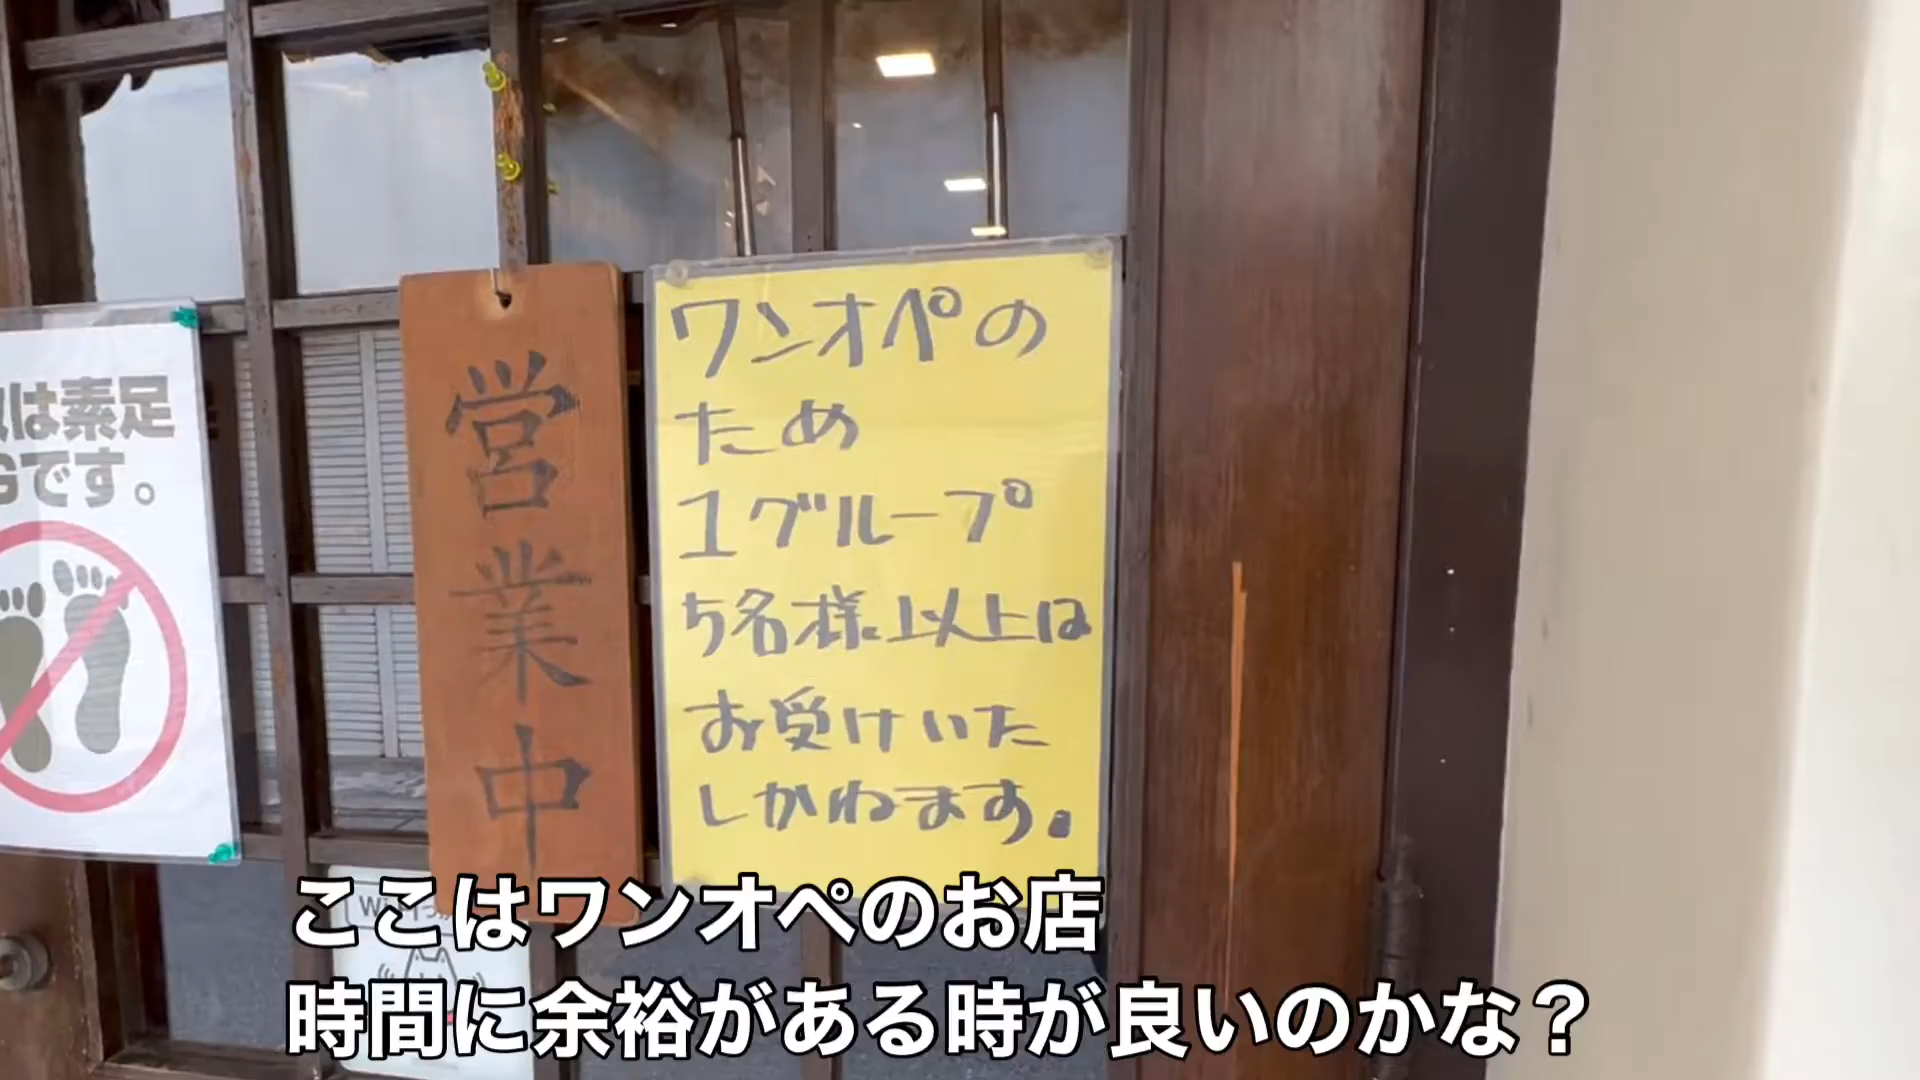 は素足
です。
営業中
ワンオペの
ため
1グループ
5名様以上は
お受けいた
しかねます。
ここはワンオペのお店
時間に余裕がある時が良いのかな？